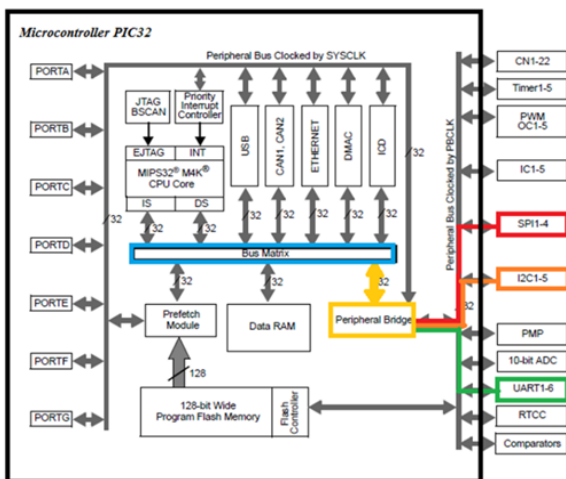 Microcontroller PIC32
Peripheral Bus Clocked by SYSCLK
PORTA
PORTB
PORTC
PORTD
PORTE
PORTF
PORTG
/32
JTAG
BSCAN
Priority
Interrupt
Controller
EJTAG
INT
MIPS32® M4K®
CPU Core
IS
DS
USB
CAN1, CAN2
ETHERNET
DMAC
ICD
/32
32
32
32
32
32
32
32
Bus Matrix
32
32
32
Prefetch
Module
Data RAM
Peripheral Bridge
128
128-bit Wide
Program Flash Memory
Flash
Controller
Peripheral Bus Clocked by PBCLK
32
CN1-22
Timer1-5
PWM
OC1-5
IC1-5
SPI1-4
I2C1-5
PMP
10-bit ADC
UART1-6
RTCC
Comparators